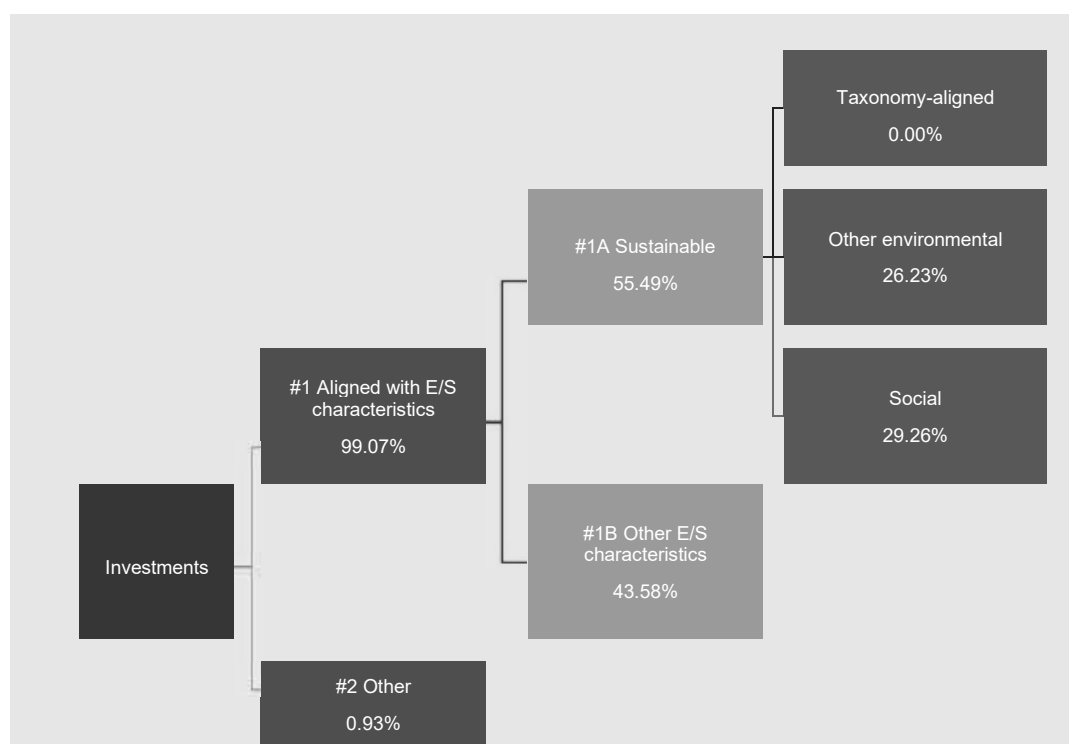 Taxonomy-aligned
0.00%
#1A Sustainable
55.49%
Other environmental
26.23%
#1 Aligned with E/S
characteristics
99.07%
Social
29.26%
Investments
#1B Other E/S
characteristics
43.58%
#2 Other
0.93%